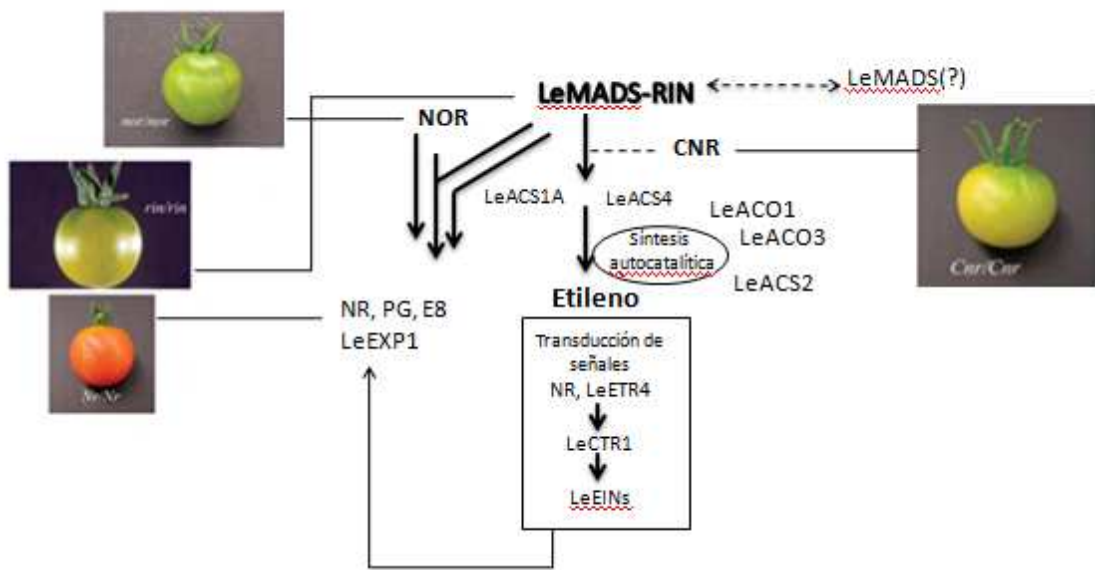 LeMADS-RIN
LeMADS(?)
nor/nor
NOR
CNR
rin/rin
LeACS1A
LeACS4
LeACO1
LeACO3
Síntesis
autocatalítica
LeACS2
Cnr/Cnr
Etileno
NR, PG, E8
LeEXP1
Transducción de
señales
NR, LeETR4
LeCTR1
LeEINs
Nr/Nr